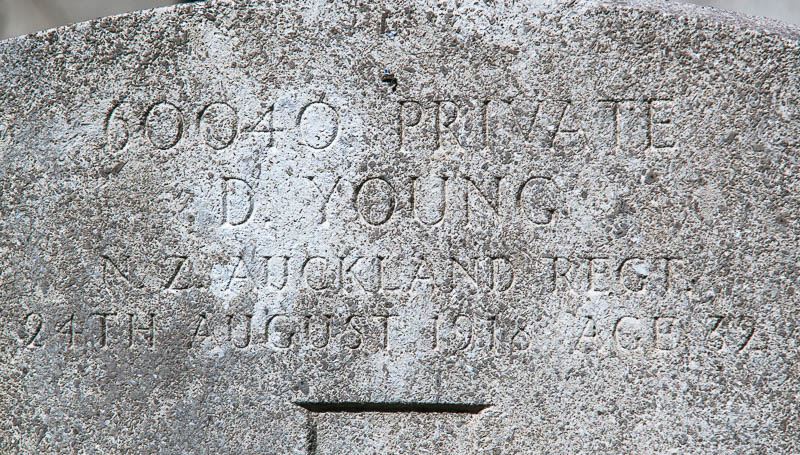 60040 PRIVATE
D YOUNG
N.Z. AUCKLAND REGT.
24TH AUGUST 1918 AGE 32